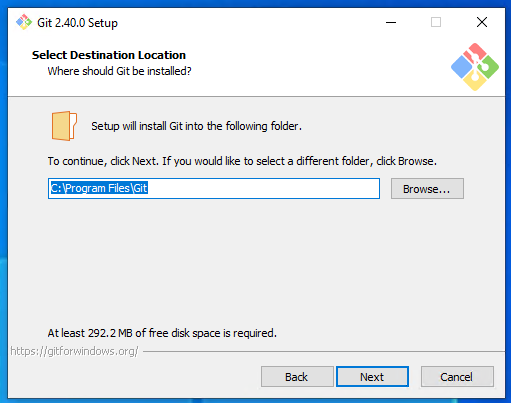 Git 2.40.0 Setup
Select Destination Location
Where should Git be installed?
Setup will install Git into the following folder.
To continue, click Next. If you would like to select a different folder, click Browse.
C:\Program Files\Git
Browse...
At least 292.2 MB of free disk space is required.
https://gitforwindows.org/
Back
Next
Cancel